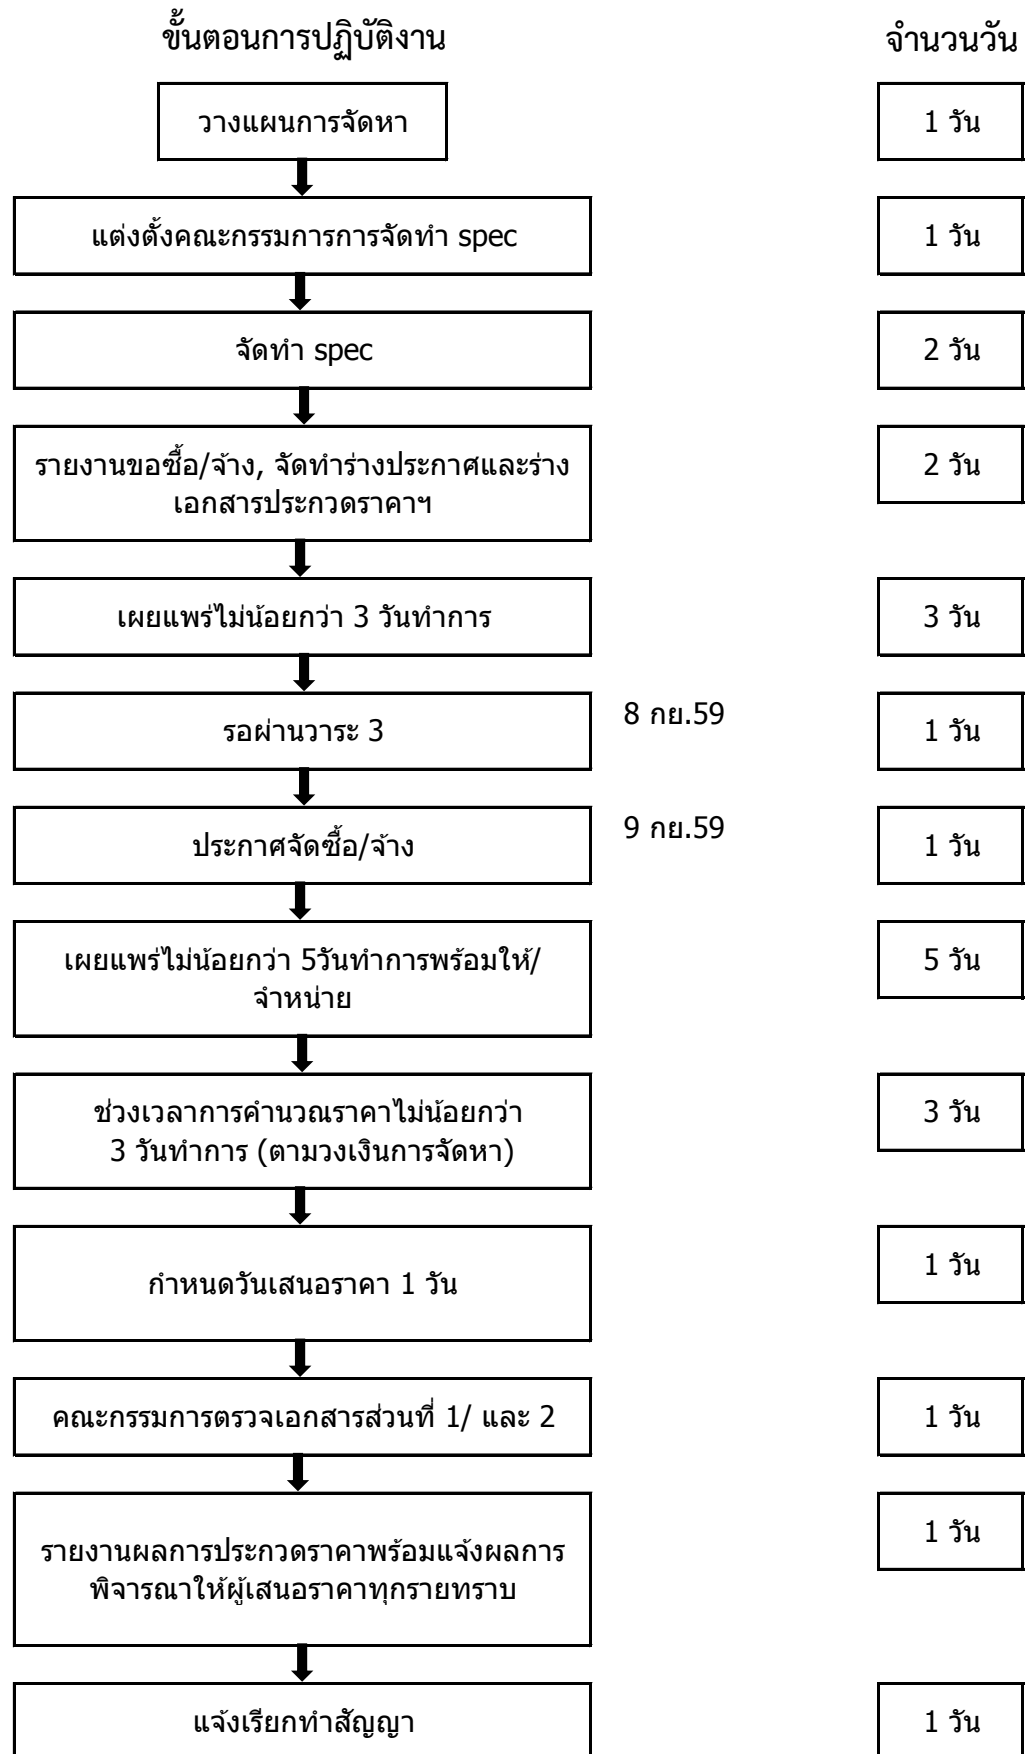 ขั้นตอนการปฏิบัติงาน
จำนวนวัน
วางแผนการจัดหา
1 วัน
แต่งตั้งคณะกรรมการการจัดทำ spec
1 วัน
จัดทำ spec
2 วัน
รายงานขอซื้อ/จ้าง, จัดทำร่างประกาศและร่าง
เอกสารประกวดราคาฯ
2 วัน
เผยแพร่ไม่น้อยกว่า 3 วันทำการ
3 วัน
รอผ่านวาระ 3
8 กย.59
1 วัน
ประกาศจัดซื้อ/จ้าง
9 กย.59
1 วัน
เผยแพร่ไม่น้อยกว่า 5วันทำการพร้อมให้/
จำหน่าย
5 วัน
ช่วงเวลาการคำนวณราคาไม่น้อยกว่า
3 วันทำการ (ตามวงเงินการจัดหา)
3 วัน
กำหนดวันเสนอราคา 1 วัน
1 วัน
คณะกรรมการตรวจเอกสารส่วนที่ 1/ และ 2
1 วัน
รายงานผลการประกวดราคาพร้อมแจ้งผลการ
พิจารณาให้ผู้เสนอราคาทุกรายทราบ
1 วัน
แจ้งเรียกทำสัญญา
1 วัน